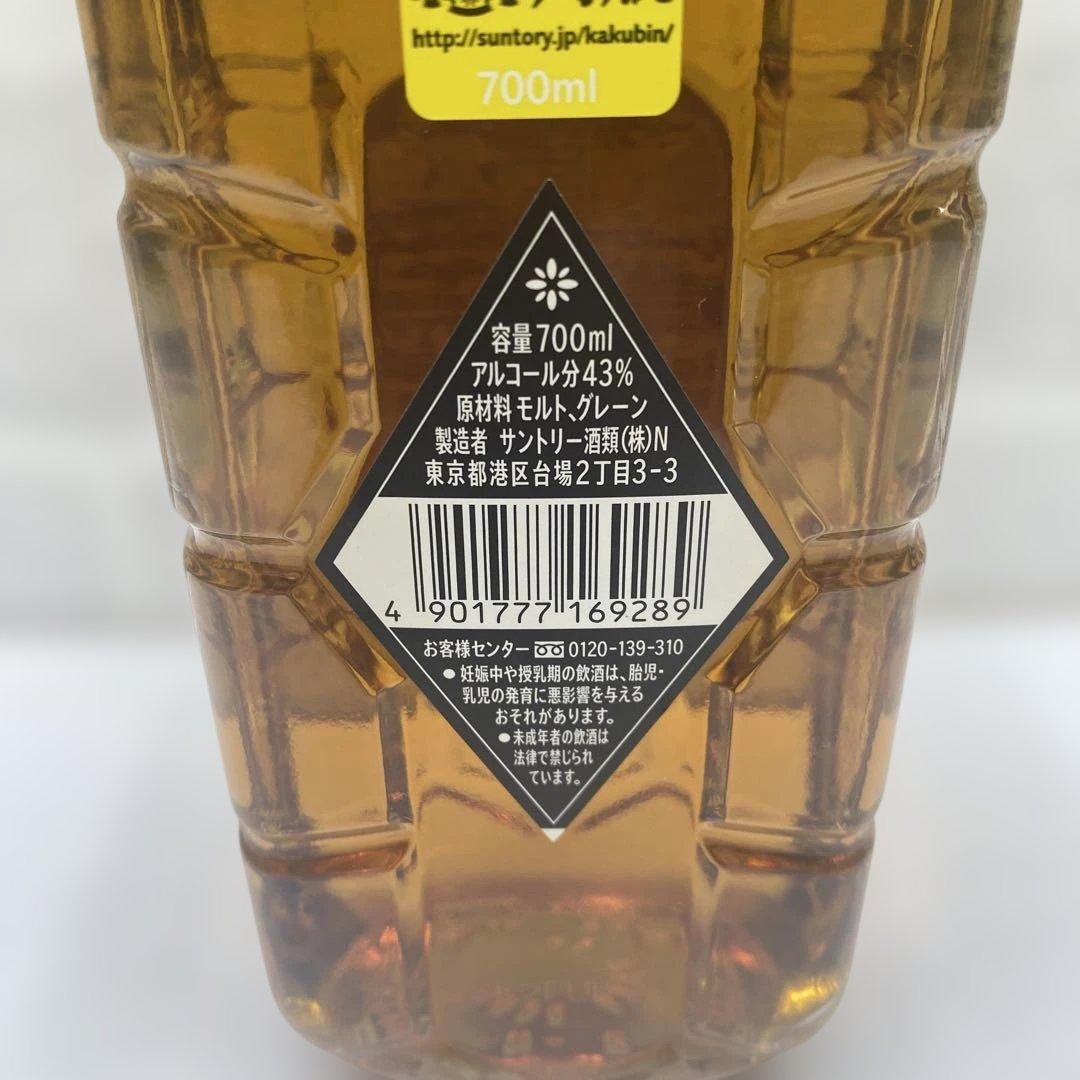 http://suntory.jp/kakubin/
700ml
容量700ml
アルコール分43%
原材料 モルト、グレーン
製造者 サントリー酒類(株)N
東京都港区台場2丁目3-3
4 901777 169289
お客様センター 0120-139-310
●妊娠中や授乳期の飲酒は、胎児・
乳児の発育に悪影響を与える
おそれがあります。
●未成年者の飲酒は
法律で禁じられ
ています。